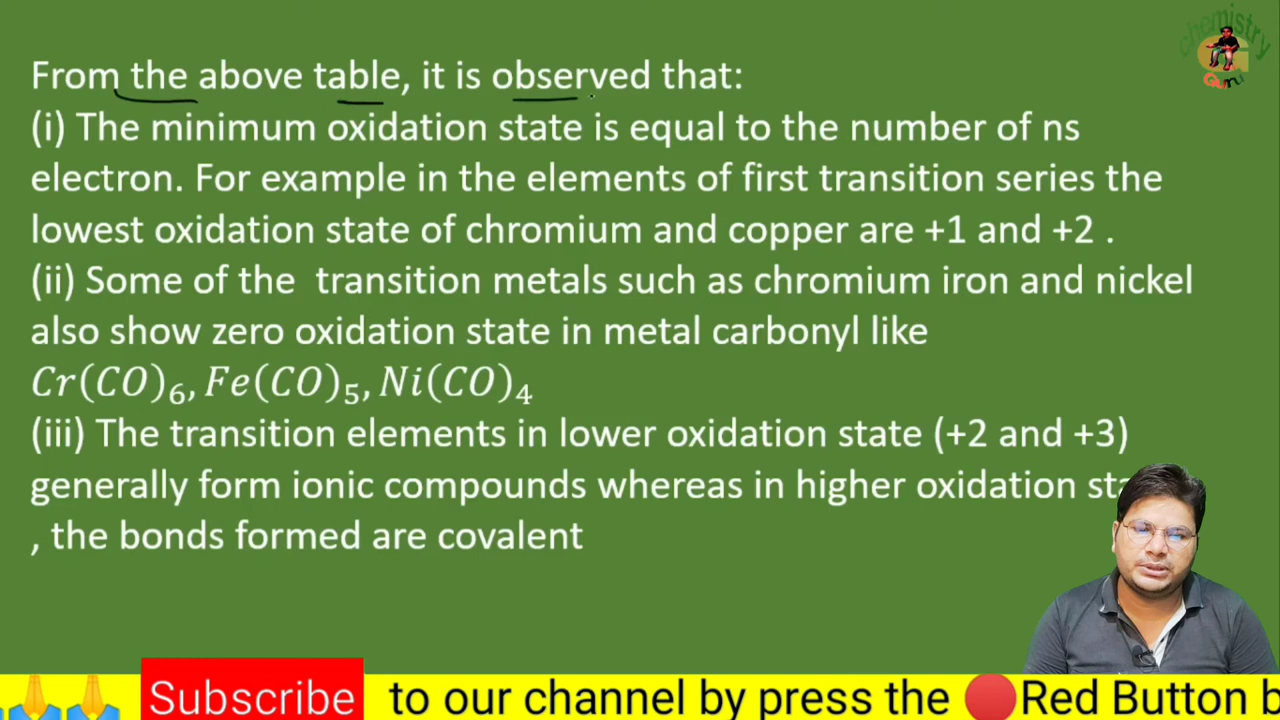 chemistry
Guru
From the above table, it is observed that:
(i) The minimum oxidation state is equal to the number of ns
electron. For example in the elements of first transition series the
lowest oxidation state of chromium and copper are +1 and +2 .
(ii) Some of the  transition metals such as chromium iron and nickel
also show zero oxidation state in metal carbonyl like
Cr(CO)₆, Fe(CO)₅, Ni(CO)₄
(iii) The transition elements in lower oxidation state (+2 and +3)
generally form ionic compounds whereas in higher oxidation
, the bonds formed are covalent
🙏🙏 Subscribe to our channel by press the 🔴Red Button